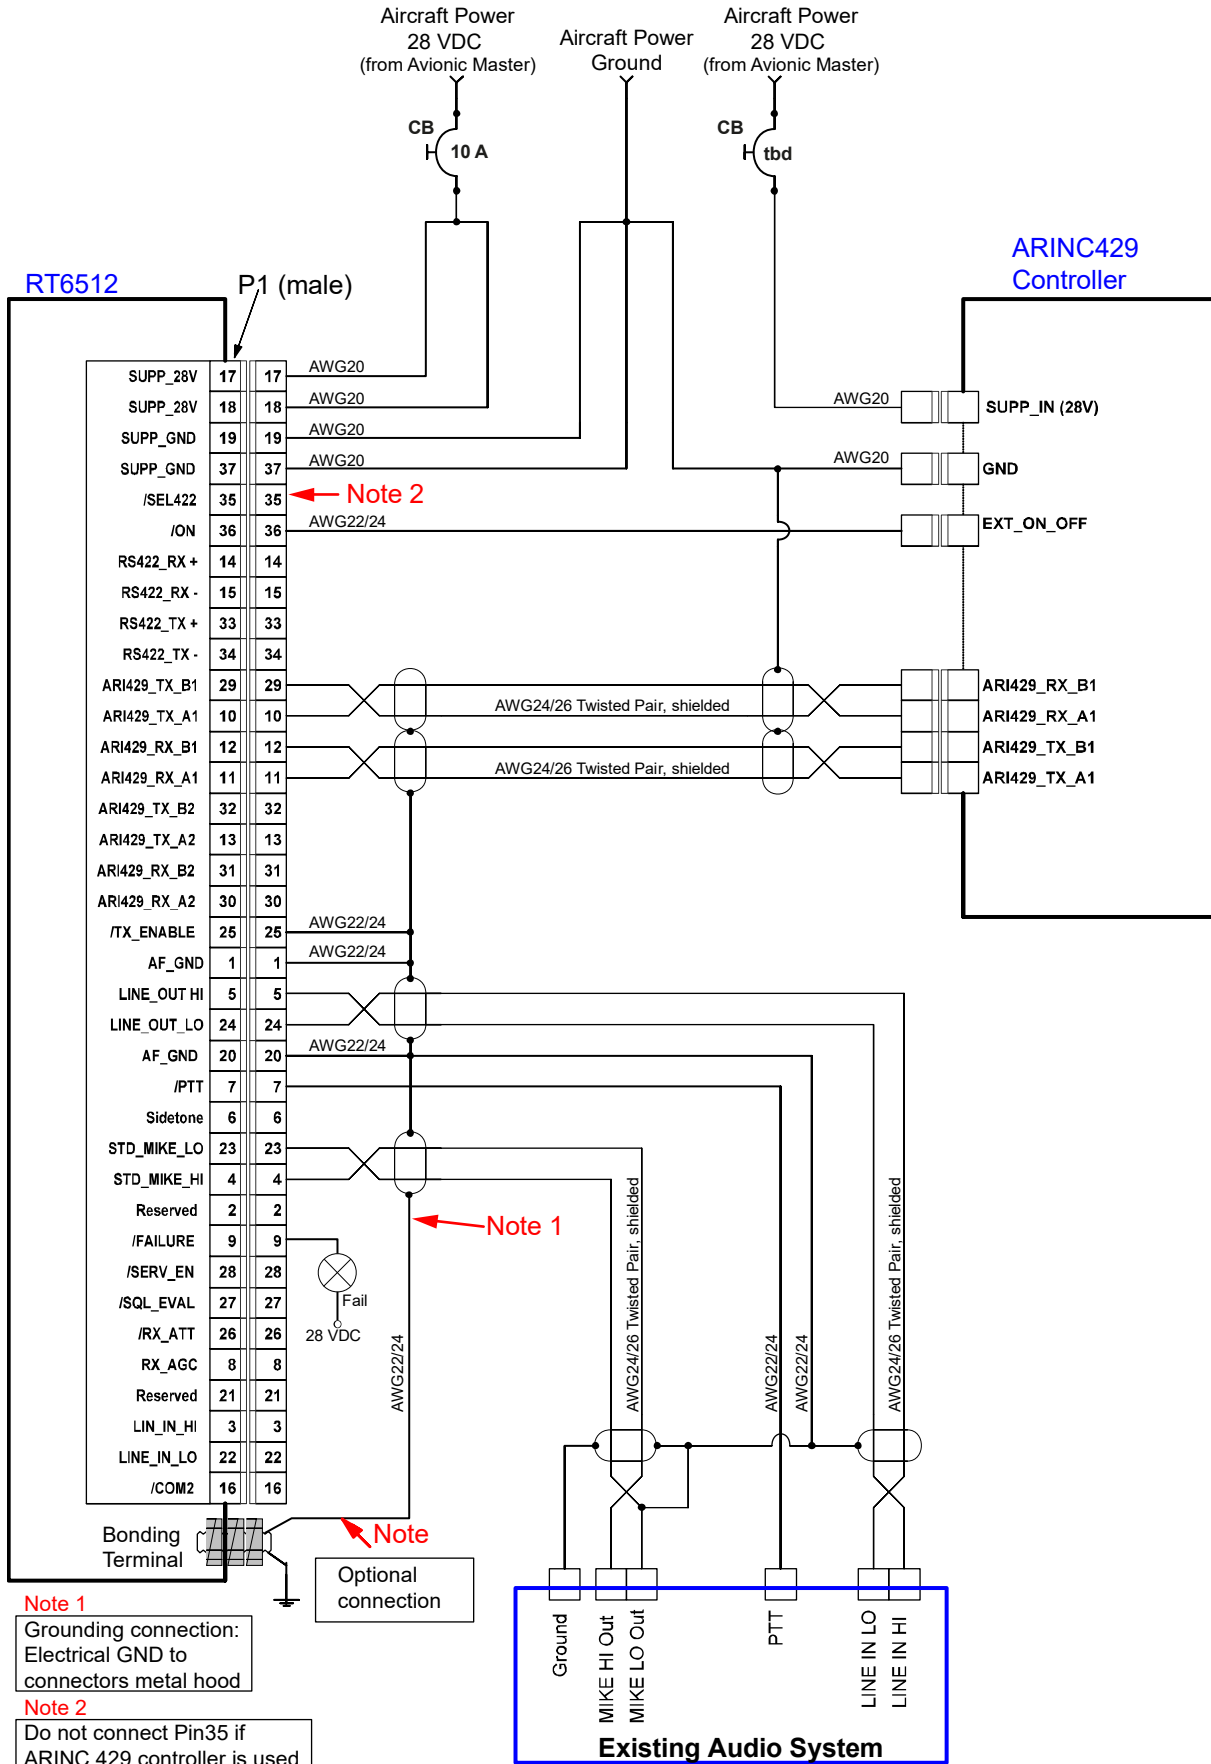 Aircraft Power
28 VDC
(from Avionic Master)
Aircraft Power
Ground
Aircraft Power
28 VDC
(from Avionic Master)
CB
10 A
CB
tbd
RT6512
P1 (male)
ARINC429
Controller
SUPP_28V 17 17 AWG20
SUPP_28V 18 18 AWG20
SUPP_GND 19 19 AWG20
SUPP_GND 37 37 AWG20
/SEL422 35 35 Note 2
/ON 36 36 AWG22/24
RS422_RX + 14 14
RS422_RX - 15 15
RS422_TX + 33 33
RS422_TX - 34 34
ARI429_TX_B1 29 29
ARI429_TX_A1 10 10
ARI429_RX_B1 12 12
ARI429_RX_A1 11 11
ARI429_TX_B2 32 32
ARI429_TX_A2 13 13
ARI429_RX_B2 31 31
ARI429_RX_A2 30 30
/TX_ENABLE 25 25 AWG22/24
AF_GND 1 1 AWG22/24
LINE_OUT HI 5 5
LINE_OUT_LO 24 24
AF_GND 20 20 AWG22/24
/PTT 7 7
Sidetone 6 6
STD_MIKE_LO 23 23
STD_MIKE_HI 4 4
Reserved 2 2
/FAILURE 9 9
/SERV_EN 28 28
/SQL_EVAL 27 27
/RX_ATT 26 26
RX_AGC 8 8
Reserved 21 21
LIN_IN_HI 3 3
LINE_IN_LO 22 22
/COM2 16 16
AWG20
SUPP_IN (28V)
AWG20
GND
EXT_ON_OFF
AWG24/26 Twisted Pair, shielded
AWG24/26 Twisted Pair, shielded
ARI429_RX_B1
ARI429_RX_A1
ARI429_TX_B1
ARI429_TX_A1
Note 1
Fail
28 VDC
AWG22/24
AWG24/26 Twisted Pair, shielded
AWG22/24
AWG22/24
AWG24/26 Twisted Pair, shielded
Bonding
Terminal
Note
Optional
connection
Note 1
Grounding connection:
Electrical GND to
connectors metal hood
Note 2
Do not connect Pin35 if
ARINC 429 controller is used
Ground
MIKE HI Out
MIKE LO Out
PTT
LINE IN LO
LINE IN HI
Existing Audio System